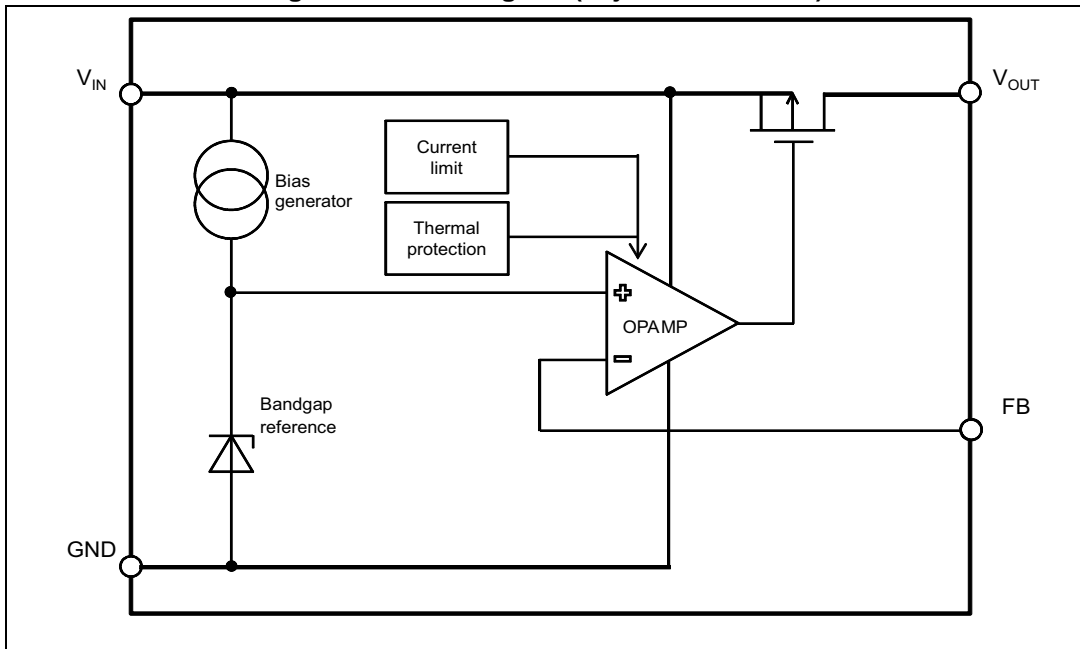 V_IN
V_OUT
Current
limit
Bias
generator
Thermal
protection
+
OPAMP
-
Bandgap
reference
FB
GND